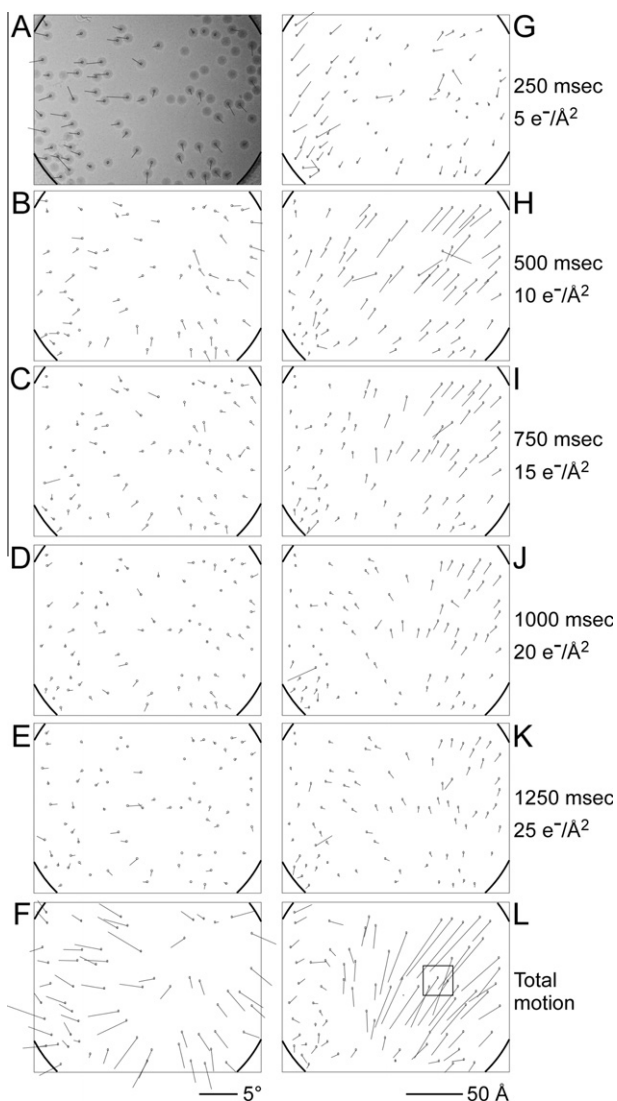 A
G
250 msec
5 e⁻/Å²
B
H
500 msec
10 e⁻/Å²
C
I
750 msec
15 e⁻/Å²
D
J
1000 msec
20 e⁻/Å²
E
K
1250 msec
25 e⁻/Å²
F
L
Total
motion
5°
50 Å